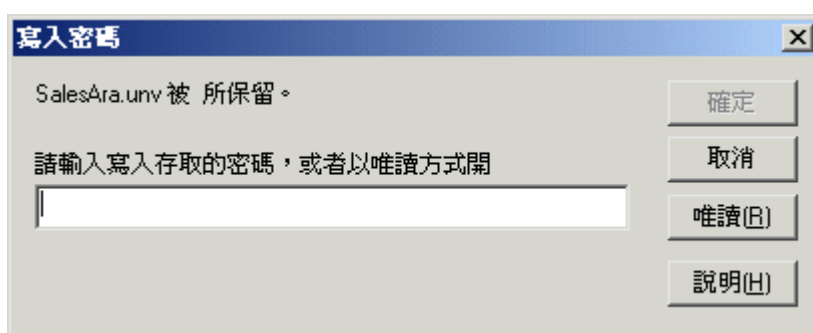 寫入密碼
SalesAra.unv 被 所保留。
確定
請輸入寫入存取的密碼，或者以唯讀方式開
取消
唯讀(R)
說明(H)